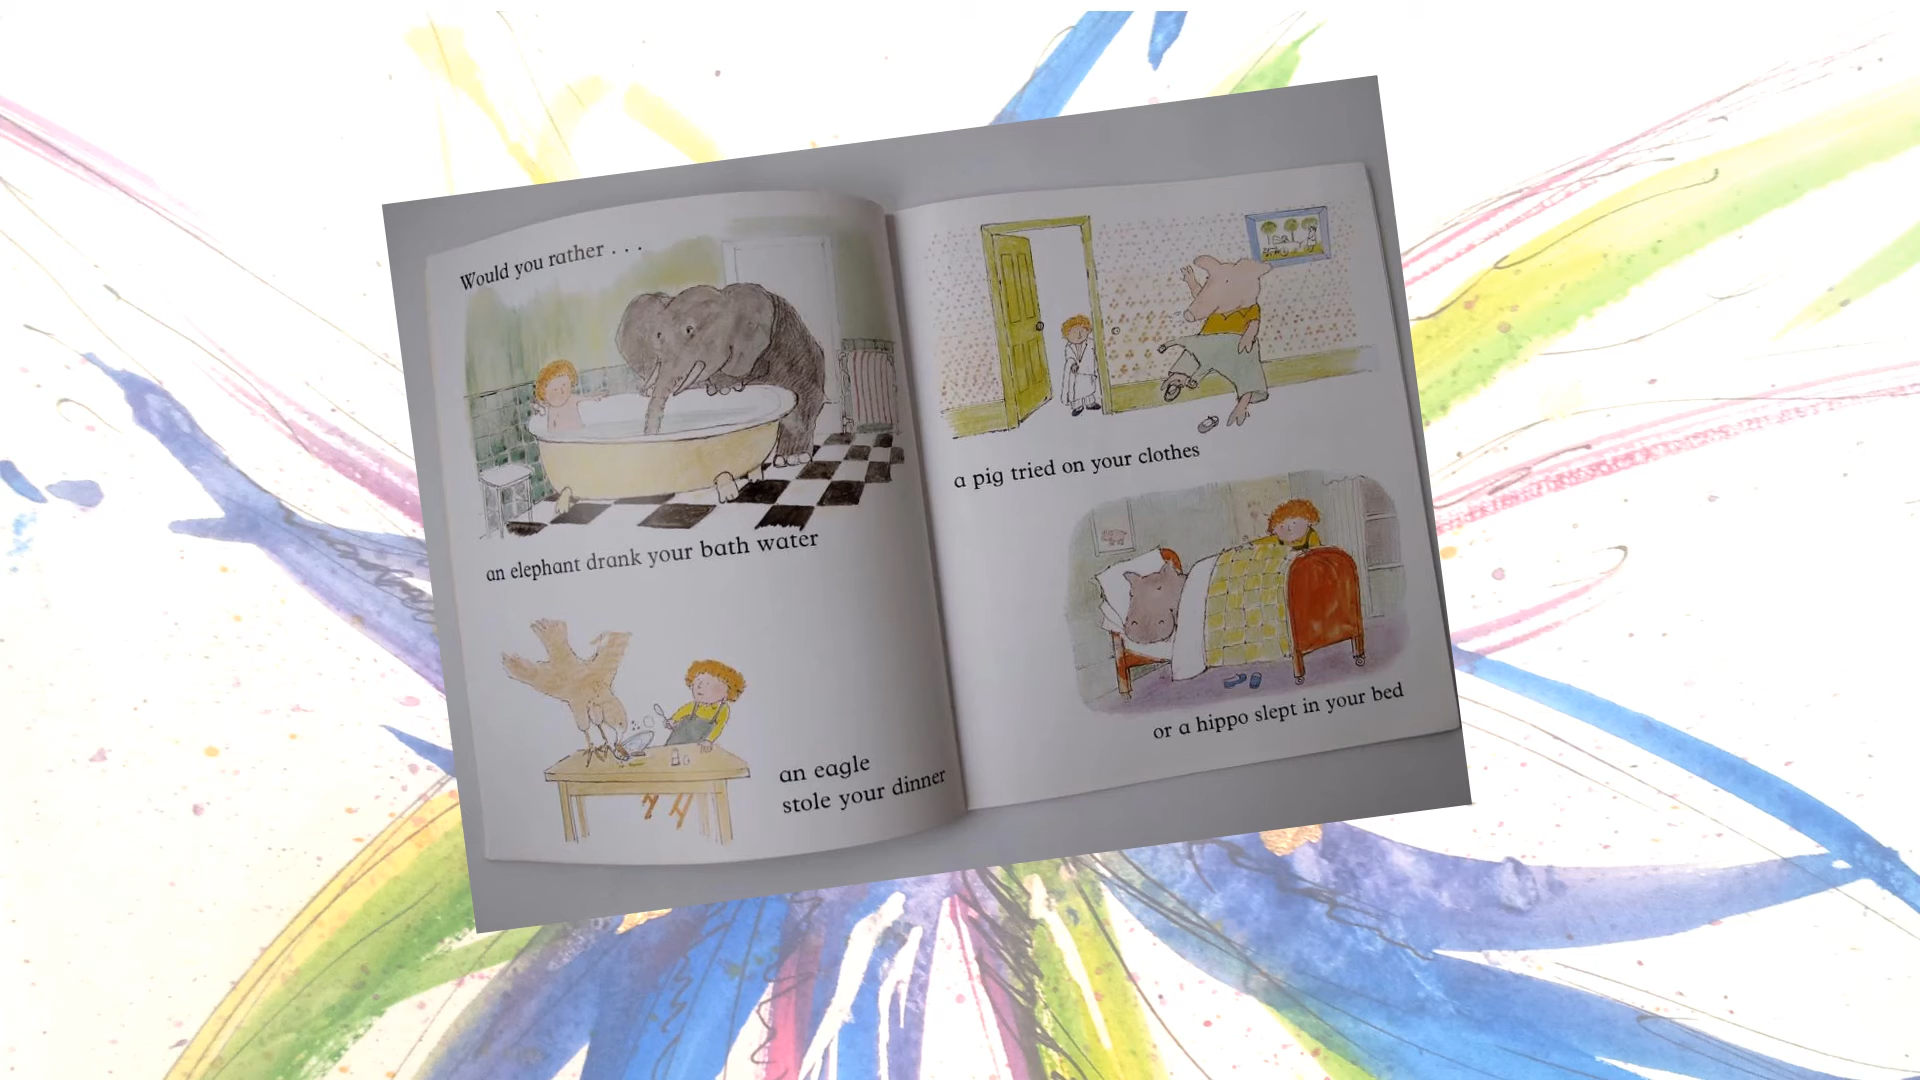 Would you rather . . .
an elephant drank your bath water
an eagle
stole your dinner
a pig tried on your clothes
or a hippo slept in your bed